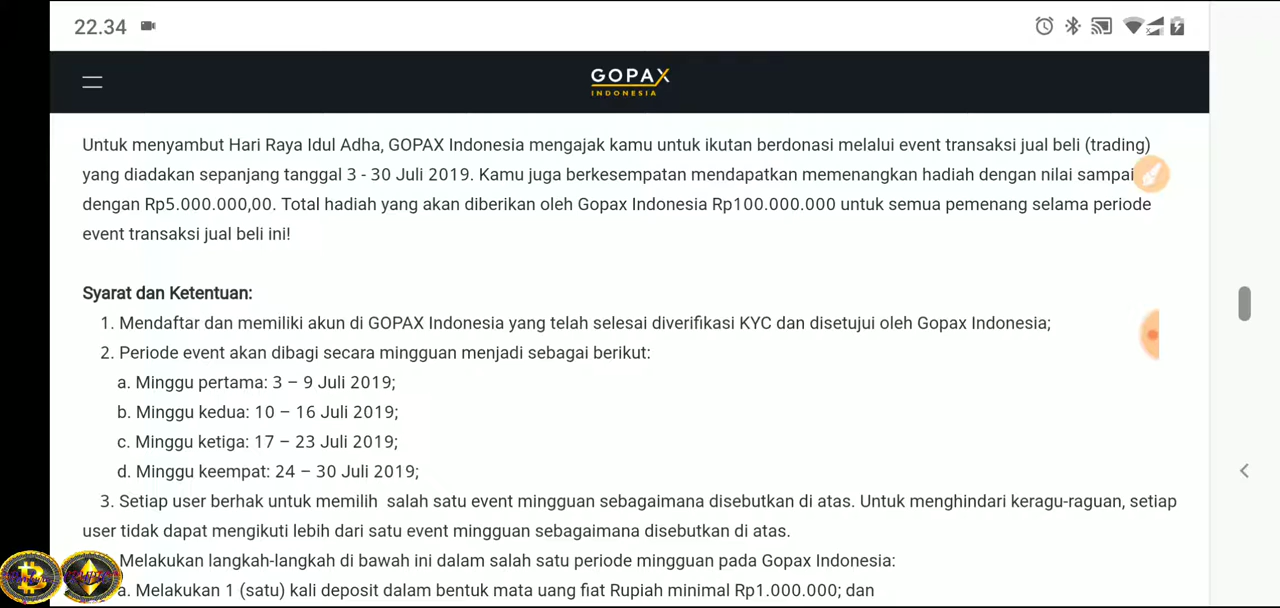 22.34
GOPAX
INDONESIA
Untuk menyambut Hari Raya Idul Adha, GOPAX Indonesia mengajak kamu untuk ikutan berdonasi melalui event transaksi jual beli (trading)
yang diadakan sepanjang tanggal 3 - 30 Juli 2019. Kamu juga berkesempatan mendapatkan memenangkan hadiah dengan nilai sampai
dengan Rp5.000.000,00. Total hadiah yang akan diberikan oleh Gopax Indonesia Rp100.000.000 untuk semua pemenang selama periode
event transaksi jual beli ini!
Syarat dan Ketentuan:
1. Mendaftar dan memiliki akun di GOPAX Indonesia yang telah selesai diverifikasi KYC dan disetujui oleh Gopax Indonesia;
2. Periode event akan dibagi secara mingguan menjadi sebagai berikut:
a. Minggu pertama: 3 – 9 Juli 2019;
b. Minggu kedua: 10 – 16 Juli 2019;
c. Minggu ketiga: 17 – 23 Juli 2019;
d. Minggu keempat: 24 – 30 Juli 2019;
3. Setiap user berhak untuk memilih  salah satu event mingguan sebagaimana disebutkan di atas. Untuk menghindari keragu-raguan, setiap
user tidak dapat mengikuti lebih dari satu event mingguan sebagaimana disebutkan di atas.
Melakukan langkah-langkah di bawah ini dalam salah satu periode mingguan pada Gopax Indonesia:
a. Melakukan 1 (satu) kali deposit dalam bentuk mata uang fiat Rupiah minimal Rp1.000.000; dan